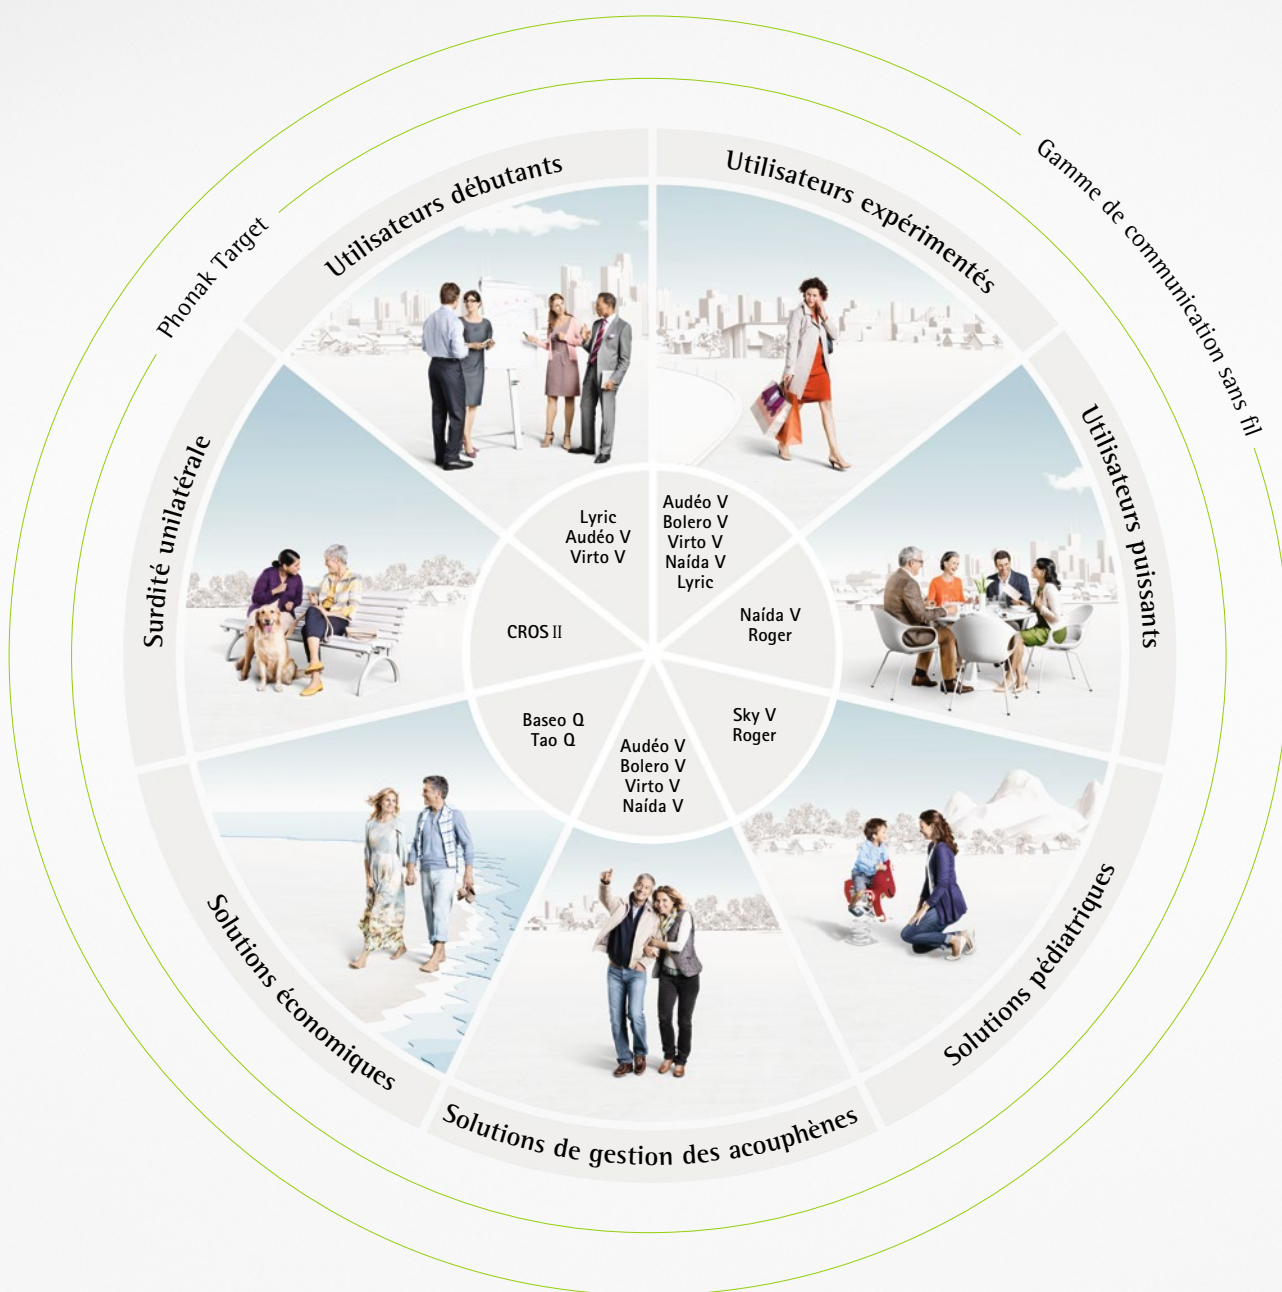 Gamme de communication sans fil
Phonak Target
Utilisateurs débutants
Utilisateurs expérimentés
Utilisateurs puissants
Solutions pédiatriques
Solutions de gestion des acouphènes
Solutions économiques
Surdité unilatérale
Lyric
Audéo V
Virto V
Audéo V
Bolero V
Virto V
Naída V
Lyric
Naída V
Roger
Sky V
Roger
Audéo V
Bolero V
Virto V
Naída V
Baseo Q
Tao Q
CROS II